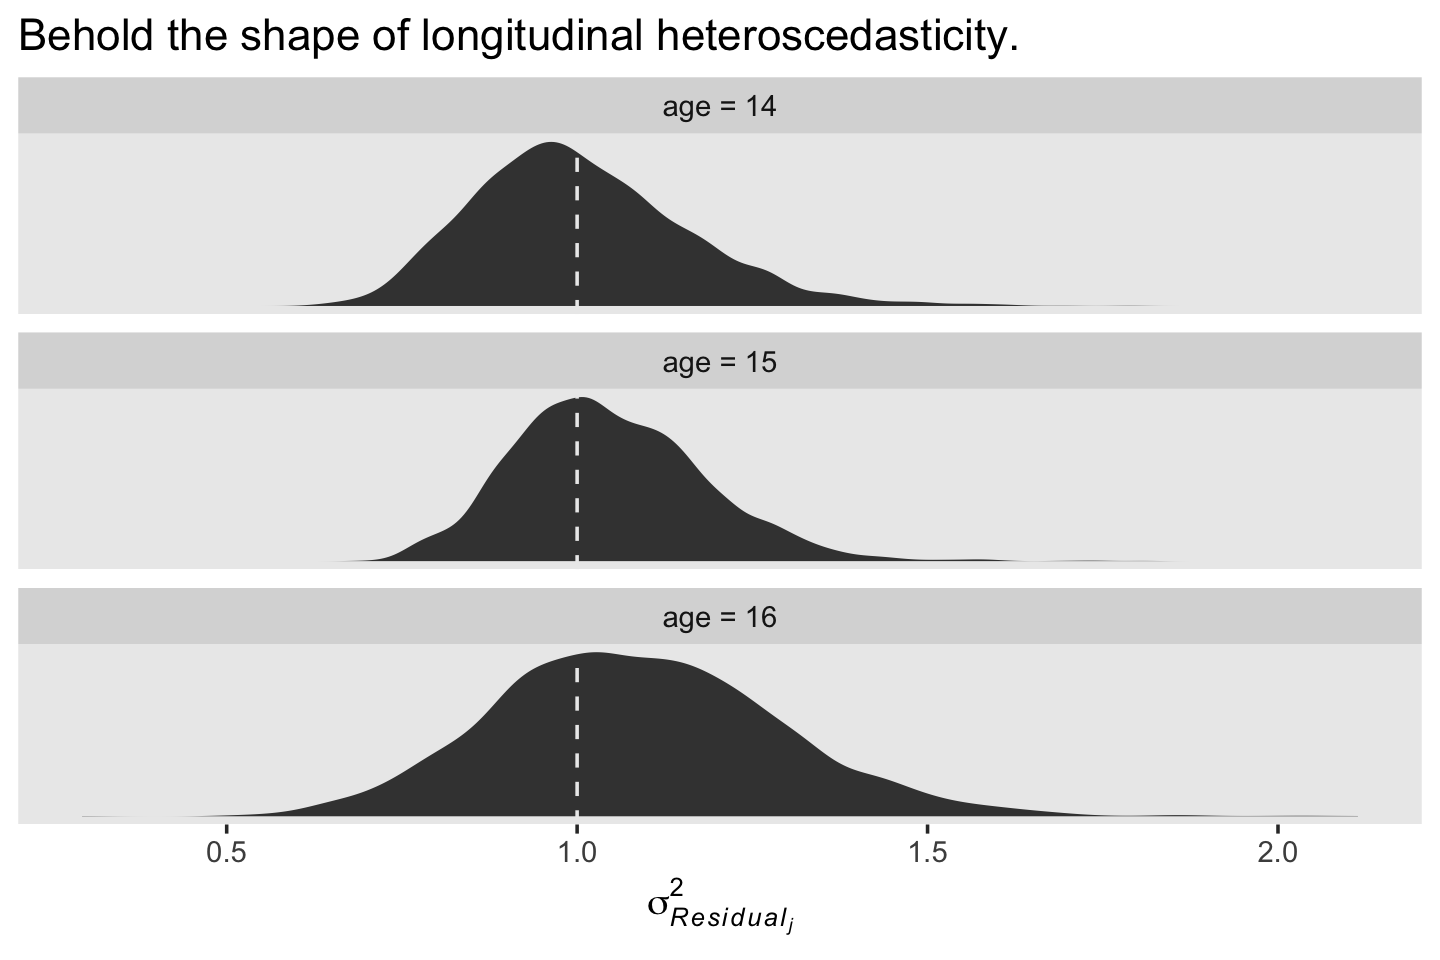 Behold the shape of longitudinal heteroscedasticity.
age = 14
age = 15
age = 16
0.5 1.0 1.5 2.0
σ²Residualⱼ